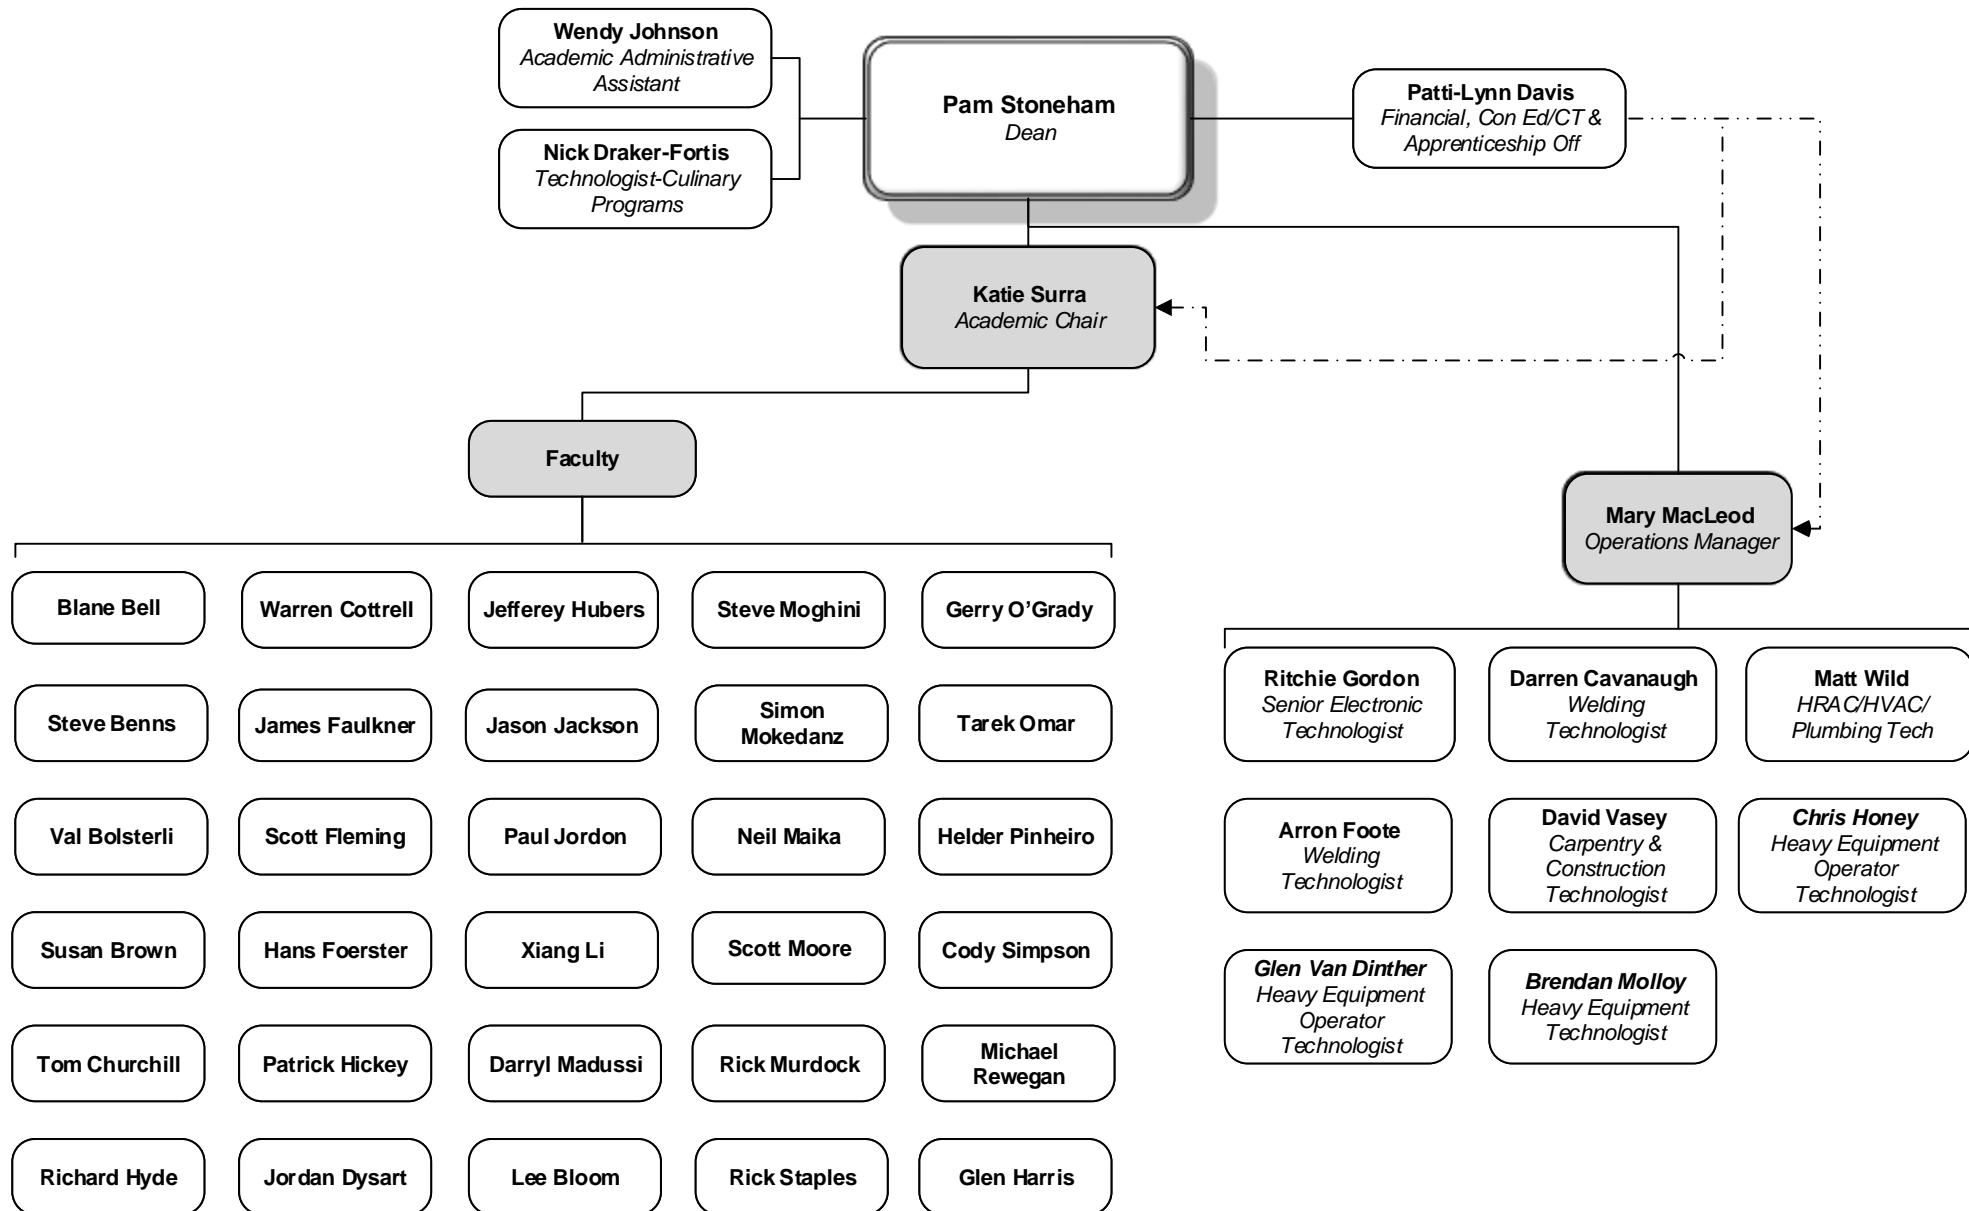 Wendy Johnson
Academic Administrative
Assistant
Nick Draker-Fortis
Technologist-Culinary
Programs
Pam Stoneham
Dean
Patti-Lynn Davis
Financial, Con Ed/CT &
Apprenticeship Off
Katie Surra
Academic Chair
Faculty
Mary MacLeod
Operations Manager
Blane Bell
Warren Cottrell
Jefferey Hubers
Steve Moghini
Gerry O’Grady
Steve Benns
James Faulkner
Jason Jackson
Simon
Mokedanz
Tarek Omar
Val Bolsterli
Scott Fleming
Paul Jordon
Neil Maika
Helder Pinheiro
Susan Brown
Hans Foerster
Xiang Li
Scott Moore
Cody Simpson
Tom Churchill
Patrick Hickey
Darryl Madussi
Rick Murdock
Michael
Rewegan
Richard Hyde
Jordan Dysart
Lee Bloom
Rick Staples
Glen Harris
Ritchie Gordon
Senior Electronic
Technologist
Darren Cavanaugh
Welding
Technologist
Matt Wild
HRAC/HVAC/
Plumbing Tech
Arron Foote
Welding
Technologist
David Vasey
Carpentry &
Construction
Technologist
Chris Honey
Heavy Equipment
Operator
Technologist
Glen Van Dinther
Heavy Equipment
Operator
Technologist
Brendan Molloy
Heavy Equipment
Technologist